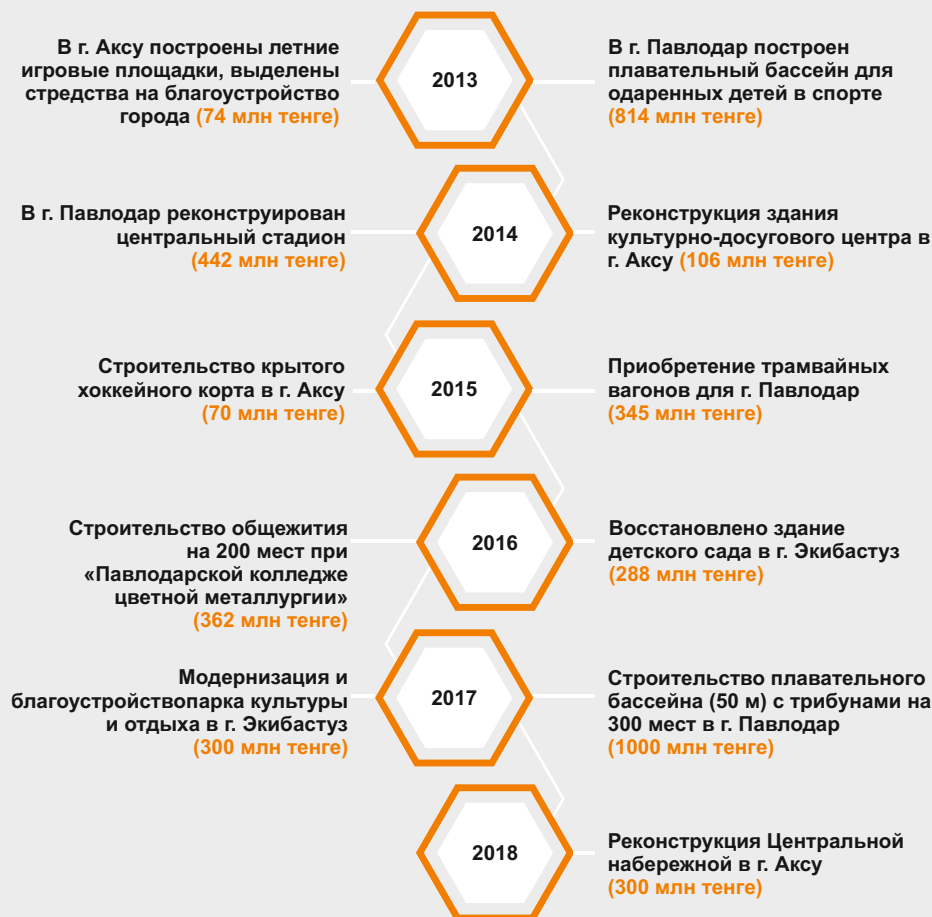 В г. Аксу построены летние
игровые площадки, выделены
стредства на благоустройство
города (74 млн тенге)
2013
В г. Павлодар построен
плавательный бассейн для
одаренных детей в спорте
(814 млн тенге)
В г. Павлодар реконструирован
центральный стадион
(442 млн тенге)
2014
Реконструкция здания
культурно-досугового центра в
г. Аксу (106 млн тенге)
Строительство крытого
хоккейного корта в г. Аксу
(70 млн тенге)
2015
Приобретение трамвайных
вагонов для г. Павлодар
(345 млн тенге)
Строительство общежития
на 200 мест при
«Павлодарской колледже
цветной металлургии»
(362 млн тенге)
2016
Восстановлено здание
детского сада в г. Экибастуз
(288 млн тенге)
Модернизация и
благоустройствопарка культуры
и отдыха в г. Экибастуз
(300 млн тенге)
2017
Строительство плавательного
бассейна (50 м) с трибунами на
300 мест в г. Павлодар
(1000 млн тенге)
2018
Реконструкция Центральной
набережной в г. Аксу
(300 млн тенге)